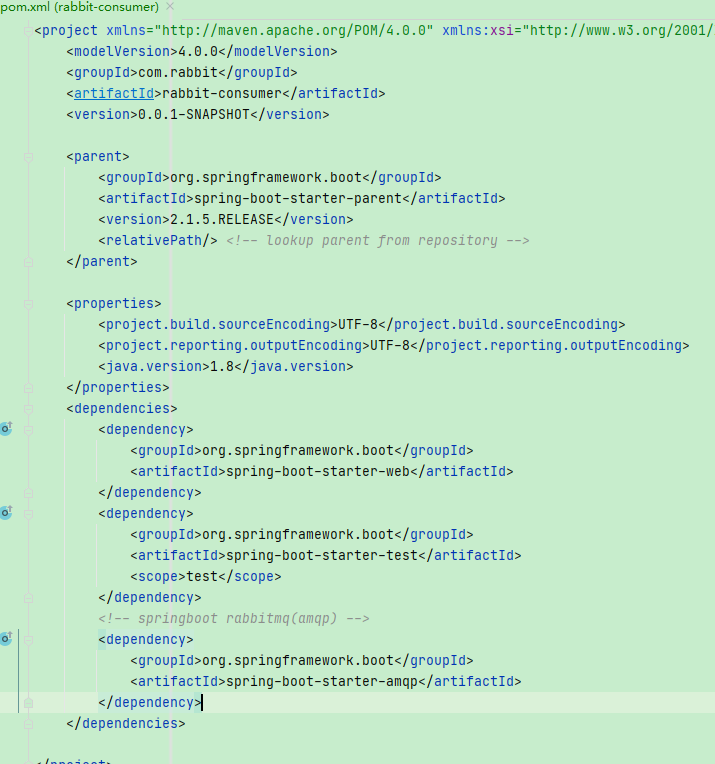 pom.xml (rabbit-consumer)
<project xmlns="http://maven.apache.org/POM/4.0.0" xmlns:xsi="http://www.w3.org/2001/
<modelVersion>4.0.0</modelVersion>
<groupId>com.rabbit</groupId>
<artifactId>rabbit-consumer</artifactId>
<version>0.0.1-SNAPSHOT</version>
<parent>
<groupId>org.springframework.boot</groupId>
<artifactId>spring-boot-starter-parent</artifactId>
<version>2.1.5.RELEASE</version>
<relativePath/> <!-- lookup parent from repository -->
</parent>
<properties>
<project.build.sourceEncoding>UTF-8</project.build.sourceEncoding>
<project.reporting.outputEncoding>UTF-8</project.reporting.outputEncoding>
<java.version>1.8</java.version>
</properties>
<dependencies>
<dependency>
<groupId>org.springframework.boot</groupId>
<artifactId>spring-boot-starter-web</artifactId>
</dependency>
<dependency>
<groupId>org.springframework.boot</groupId>
<artifactId>spring-boot-starter-test</artifactId>
<scope>test</scope>
</dependency>
<!-- springboot rabbitmq(amqp) -->
<dependency>
<groupId>org.springframework.boot</groupId>
<artifactId>spring-boot-starter-amqp</artifactId>
</dependency>
</dependencies>
</project>